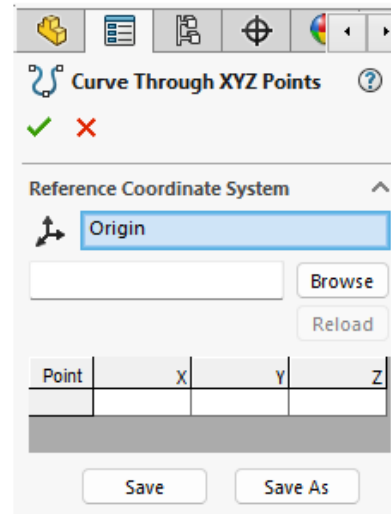 Curve Through XYZ Points
Reference Coordinate System
Origin
Browse
Reload
Point X Y Z
Save Save As